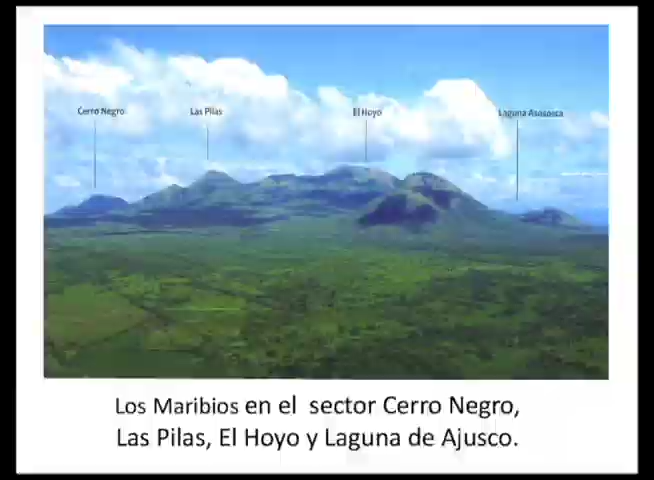 Cerro Negro
Las Pilas
El Hoyo
Laguna Asososca
Los Maribios en el sector Cerro Negro,
Las Pilas, El Hoyo y Laguna de Ajusco.